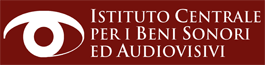 ISTITUTO CENTRALE
PER I BENI SONORI
ED AUDIOVISIVI